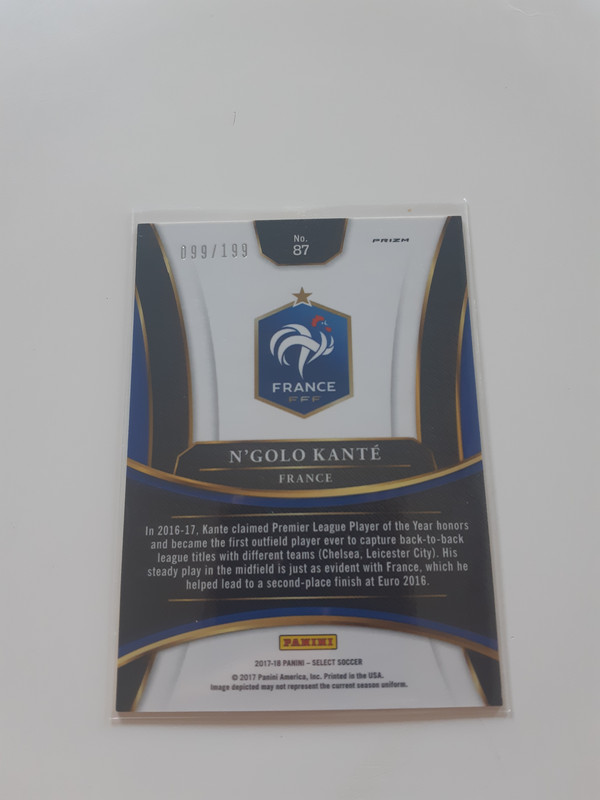 099/199
No.
87
PRIZM
FRANCE
FFF
N'GOLO KANTÉ
FRANCE
In 2016-17, Kante claimed Premier League Player of the Year honors
and became the first outfield player ever to capture back-to-back
league titles with different teams (Chelsea, Leicester City). His
steady play in the midfield is just as evident with France, which he
helped lead to a second-place finish at Euro 2016.
PANINI
2017-18 PANINI – SELECT SOCCER
© 2017 Panini America, Inc. Printed in the USA.
Image depicted may not represent the current season uniform.